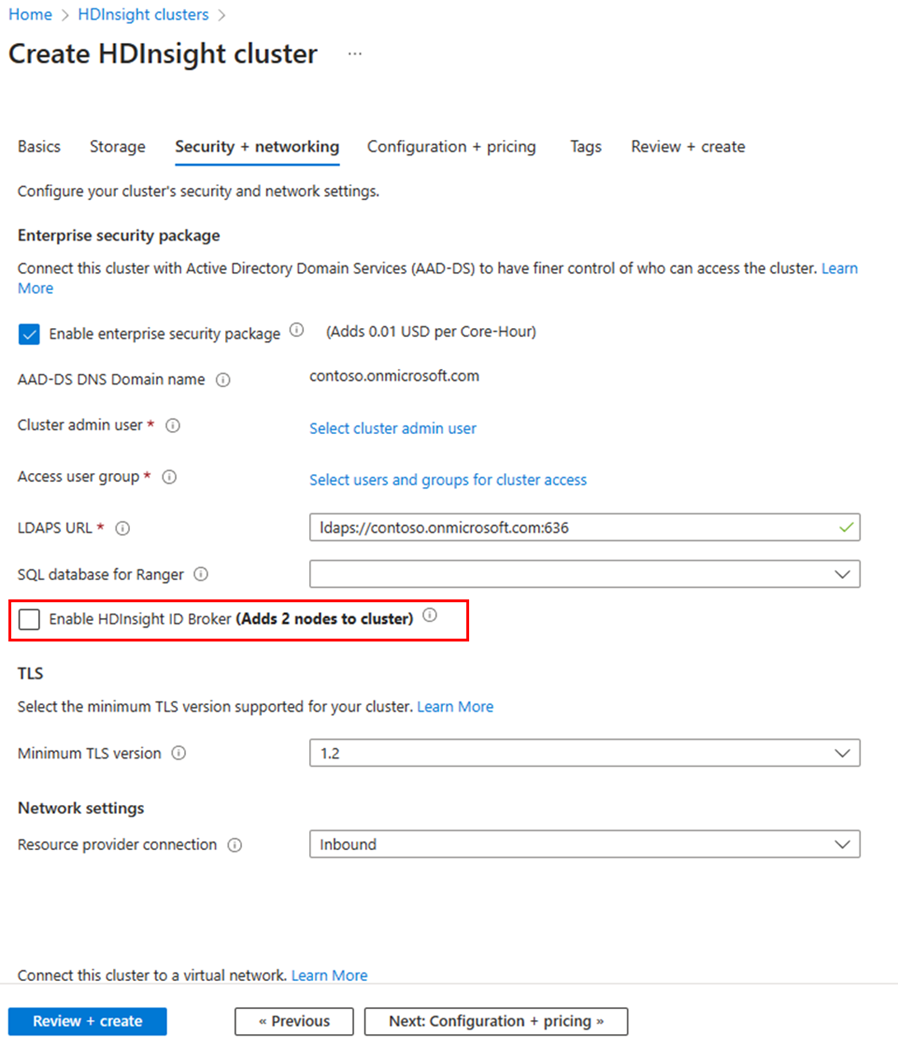 Home > HDInsight clusters >
Create HDInsight cluster ...
Basics Storage Security + networking Configuration + pricing Tags Review + create
Configure your cluster's security and network settings.
Enterprise security package
Connect this cluster with Active Directory Domain Services (AAD-DS) to have finer control of who can access the cluster. Learn
More
Enable enterprise security package (Adds 0.01 USD per Core-Hour)
AAD-DS DNS Domain name contoso.onmicrosoft.com
Cluster admin user * Select cluster admin user
Access user group * Select users and groups for cluster access
LDAPS URL * ldaps://contoso.onmicrosoft.com:636
SQL database for Ranger
Enable HDInsight ID Broker (Adds 2 nodes to cluster)
TLS
Select the minimum TLS version supported for your cluster. Learn More
Minimum TLS version 1.2
Network settings
Resource provider connection Inbound
Connect this cluster to a virtual network. Learn More
Review + create « Previous Next: Configuration + pricing »